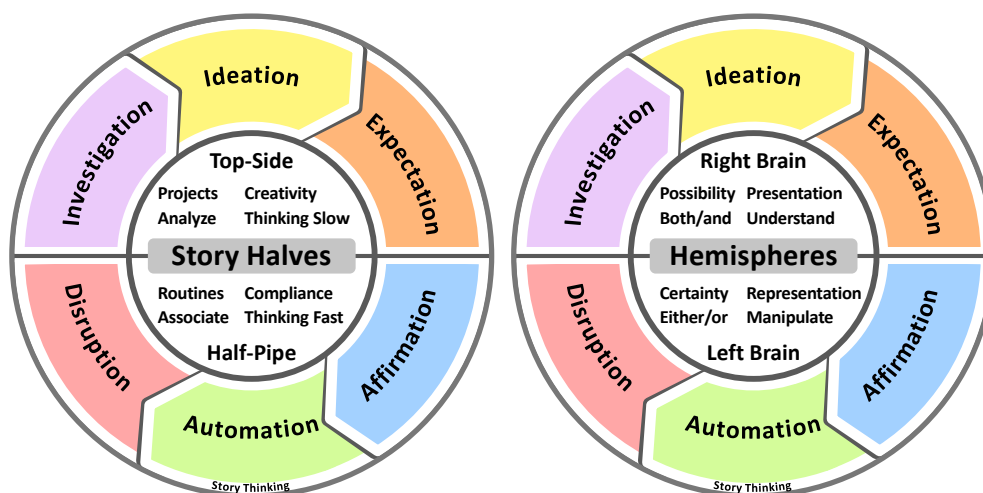 Ideation
Investigation
Expectation
Top-Side
Projects Creativity
Analyze Thinking Slow
Story Halves
Routines Compliance
Associate Thinking Fast
Half-Pipe
Disruption
Affirmation
Automation
Story Thinking
Ideation
Investigation
Expectation
Right Brain
Possibility Presentation
Both/and Understand
Hemispheres
Certainty Representation
Either/or Manipulate
Left Brain
Disruption
Affirmation
Automation
Story Thinking